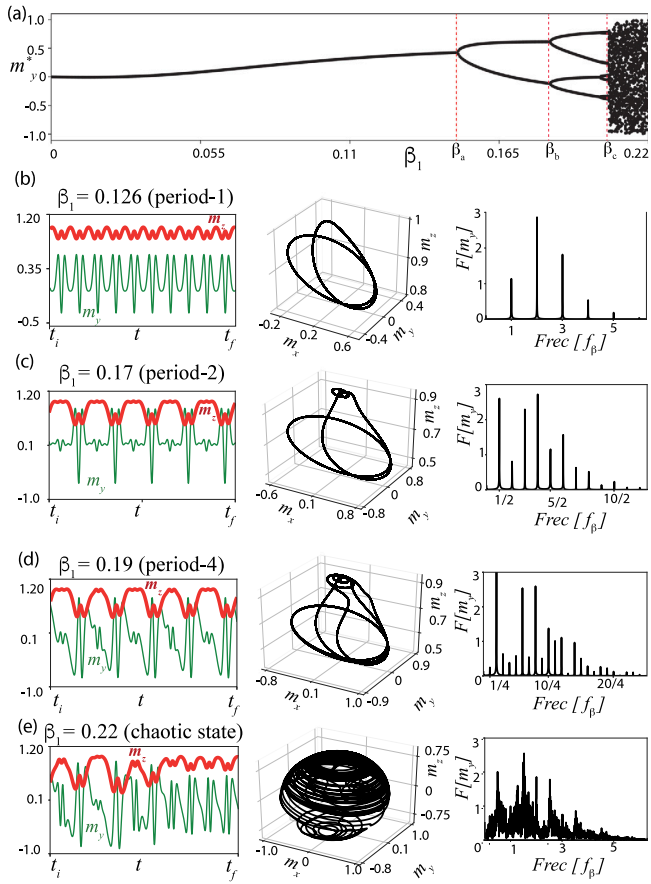 (a)
1.0
0.5
m*y 0
-0.5
-1.0
0 0.055 0.11 β1 βa 0.165 βb βc 0.22
(b) β1 = 0.126 (period-1)
1.20
0.35
-0.5
mz
my
ti t tf
1
0.9
0.8
mz
-0.2 0.2 0.6
mx
-0.4 0 0.4
my
F[my]
3
2
1
0
1 3 5
Frec [fβ]
(c) β1 = 0.17 (period-2)
1.20
0.1
-1.0
mz
my
ti t tf
0.9
0.7
0.5
mz
-0.6 0.1 0.8
mx
-0.8 0 0.8
my
F[my]
3
2
1
0
1/2 5/2 10/2
Frec [fβ]
(d) β1 = 0.19 (period-4)
1.20
0.1
-1.0
mz
my
ti t tf
0.9
0.7
0.5
mz
-0.8 0.1 1.0
mx
-0.9 0 0.9
my
F[my]
3
2
1
0
1/4 10/4 20/4
Frec [fβ]
(e) β1 = 0.22 (chaotic state)
1.20
0.1
-1.0
mz
my
ti t tf
0.75
0
-0.75
mz
-1.0 0 1.0
mx
-1.0 0 1.0
my
F[my]
3
2
1
0
1 3 5
Frec [fβ]